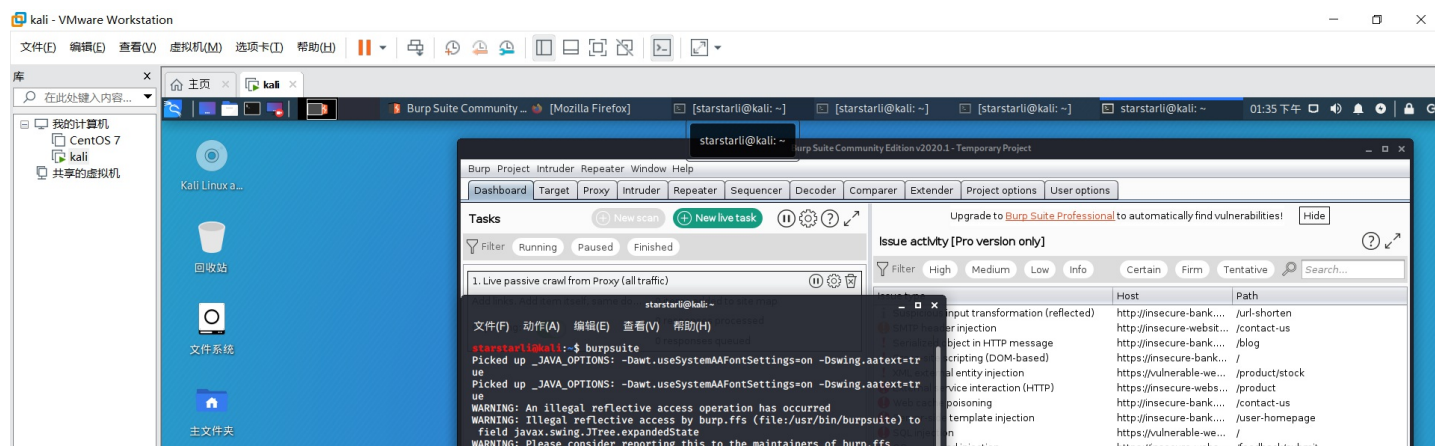 kali - VMware Workstation
文件(F) 编辑(E) 查看(V) 虚拟机(M) 选项卡(T) 帮助(H)
库 X
在此处键入内容...
我的计算机
CentOS 7
kali
共享的虚拟机
主页 ×
kali ×
Burp Suite Community ... [Mozilla Firefox] [starstarli@kali: ~] [starstarli@kali: ~] [starstarli@kali: ~] starstarli@kali: ~ 01:35 下午 G
starstarli@kali: ~
Kali Linux a...
回收站
文件系统
主文件夹
Burp Suite Community Edition v2020.1 - Temporary Project
Burp Project Intruder Repeater Window Help
Dashboard Target Proxy Intruder Repeater Sequencer Decoder Comparer Extender Project options User options
Tasks New scan New live task
Filter Running Paused Finished
1. Live passive crawl from Proxy (all traffic)
Upgrade to Burp Suite Professional to automatically find vulnerabilities! Hide
Issue activity [Pro version only]
Filter High Medium Low Info Certain Firm Tentative Search...
Host Path
input transformation (reflected) http://insecure-bank.... /url-shorten
injection http://insecure-websit... /contact-us
object in HTTP message http://insecure-bank.... /blog
scripting (DOM-based) https://insecure-bank... /
entity injection https://vulnerable-we... /product/stock
interaction (HTTP) https://insecure-webs... /product
poisoning http://insecure-bank.... /contact-us
template injection http://insecure-bank.... /user-homepage
https://vulnerable-we... /
starstarli@kali: ~
文件(F) 动作(A) 编辑(E) 查看(V) 帮助(H)
starstarli@kali:~$ burpsuite
Picked up _JAVA_OPTIONS: -Dawt.useSystemAAFontSettings=on -Dswing.aatext=tr
ue
Picked up _JAVA_OPTIONS: -Dawt.useSystemAAFontSettings=on -Dswing.aatext=tr
ue
WARNING: An illegal reflective access operation has occurred
WARNING: Illegal reflective access by burp.ffs (file:/usr/bin/burpsuite) to
field javax.swing.JTree.expandedState
WARNING: Please consider reporting this to the maintainers of burp.ffs